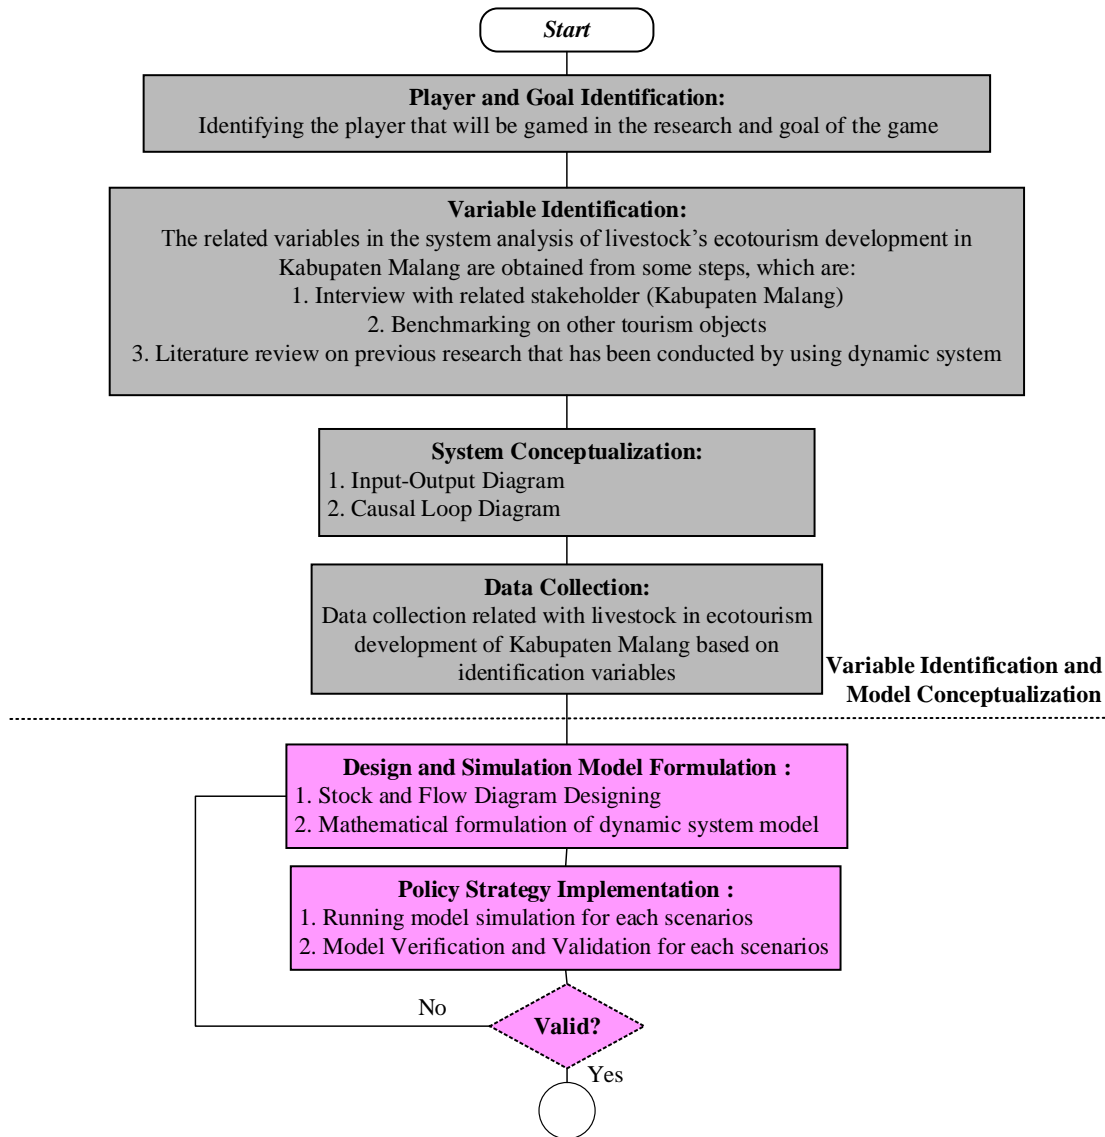 Start
Player and Goal Identification:
Identifying the player that will be gamed in the research and goal of the game
Variable Identification:
The related variables in the system analysis of livestock’s ecotourism development in
Kabupaten Malang are obtained from some steps, which are:
1. Interview with related stakeholder (Kabupaten Malang)
2. Benchmarking on other tourism objects
3. Literature review on previous research that has been conducted by using dynamic system
System Conceptualization:
1. Input-Output Diagram
2. Causal Loop Diagram
Data Collection:
Data collection related with livestock in ecotourism
development of Kabupaten Malang based on
identification variables
Variable Identification and
Model Conceptualization
Design and Simulation Model Formulation :
1. Stock and Flow Diagram Designing
2. Mathematical formulation of dynamic system model
Policy Strategy Implementation :
1. Running model simulation for each scenarios
2. Model Verification and Validation for each scenarios
No
Valid?
Yes